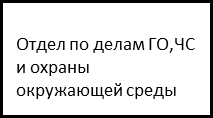 Отдел по делам ГО,ЧС
и охраны
окружающей среды